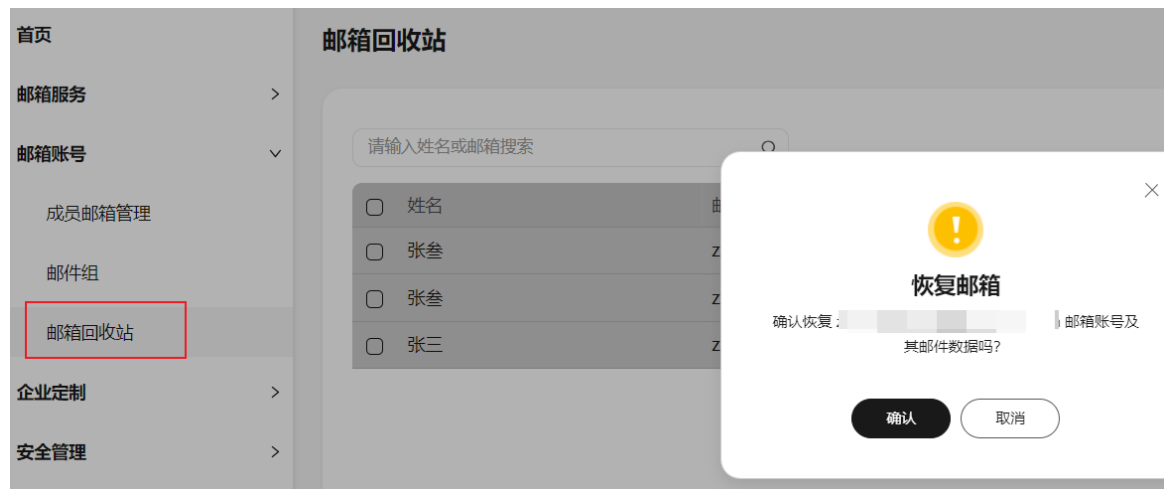 首页
邮箱服务
邮箱账号
成员邮箱管理
邮件组
邮箱回收站
企业定制
安全管理
邮箱回收站
请输入姓名或邮箱搜索
姓名
张叁 z
张叁 z
张三 z
恢复邮箱
确认恢复 邮箱账号及
其邮件数据吗?
确认 取消